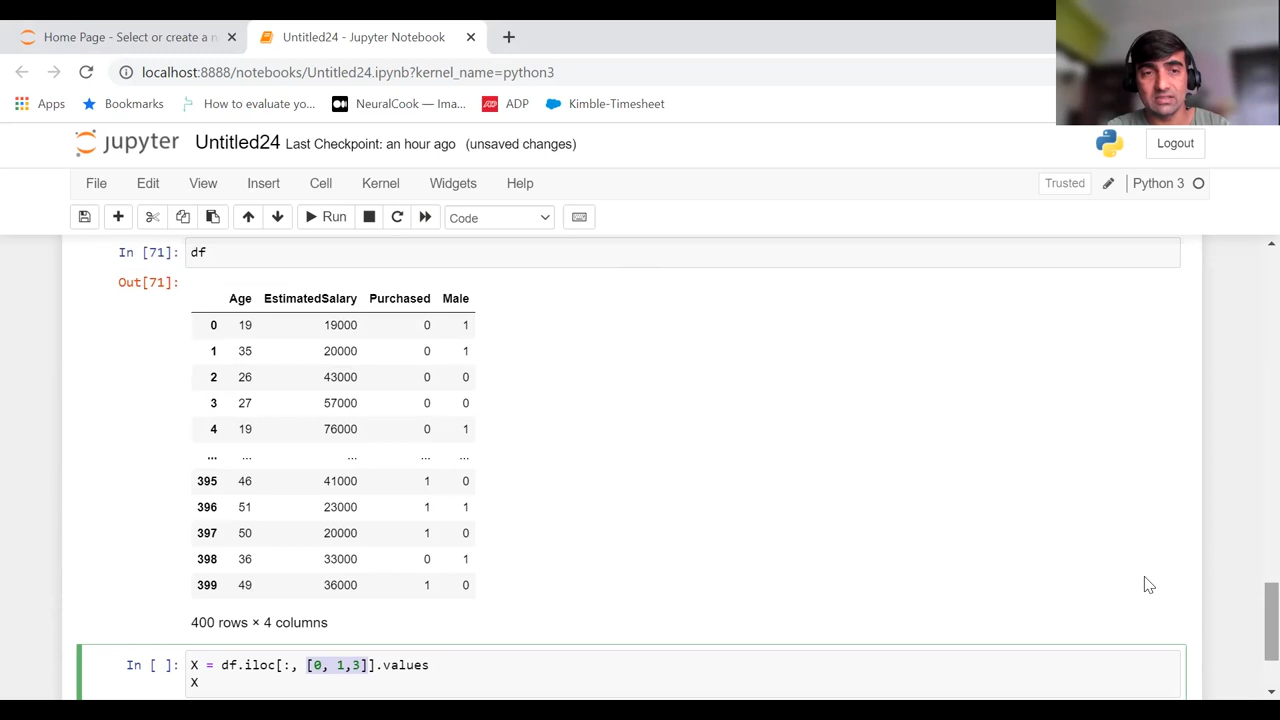 Home Page - Select or create a n
Untitled24 - Jupyter Notebook
localhost:8888/notebooks/Untitled24.ipynb?kernel_name=python3
Apps Bookmarks How to evaluate yo... NeuralCook — Ima... ADP Kimble-Timesheet
jupyter Untitled24 Last Checkpoint: an hour ago (unsaved changes) Logout
File Edit View Insert Cell Kernel Widgets Help Trusted Python 3
Run Code
In [71]: df
Out[71]:
Age EstimatedSalary Purchased Male
0 19 19000 0 1
1 35 20000 0 1
2 26 43000 0 0
3 27 57000 0 0
4 19 76000 0 1
... ... ... ... ...
395 46 41000 1 0
396 51 23000 1 1
397 50 20000 1 0
398 36 33000 0 1
399 49 36000 1 0
400 rows × 4 columns
In [ ]: X = df.iloc[:, [0, 1,3]].values
X